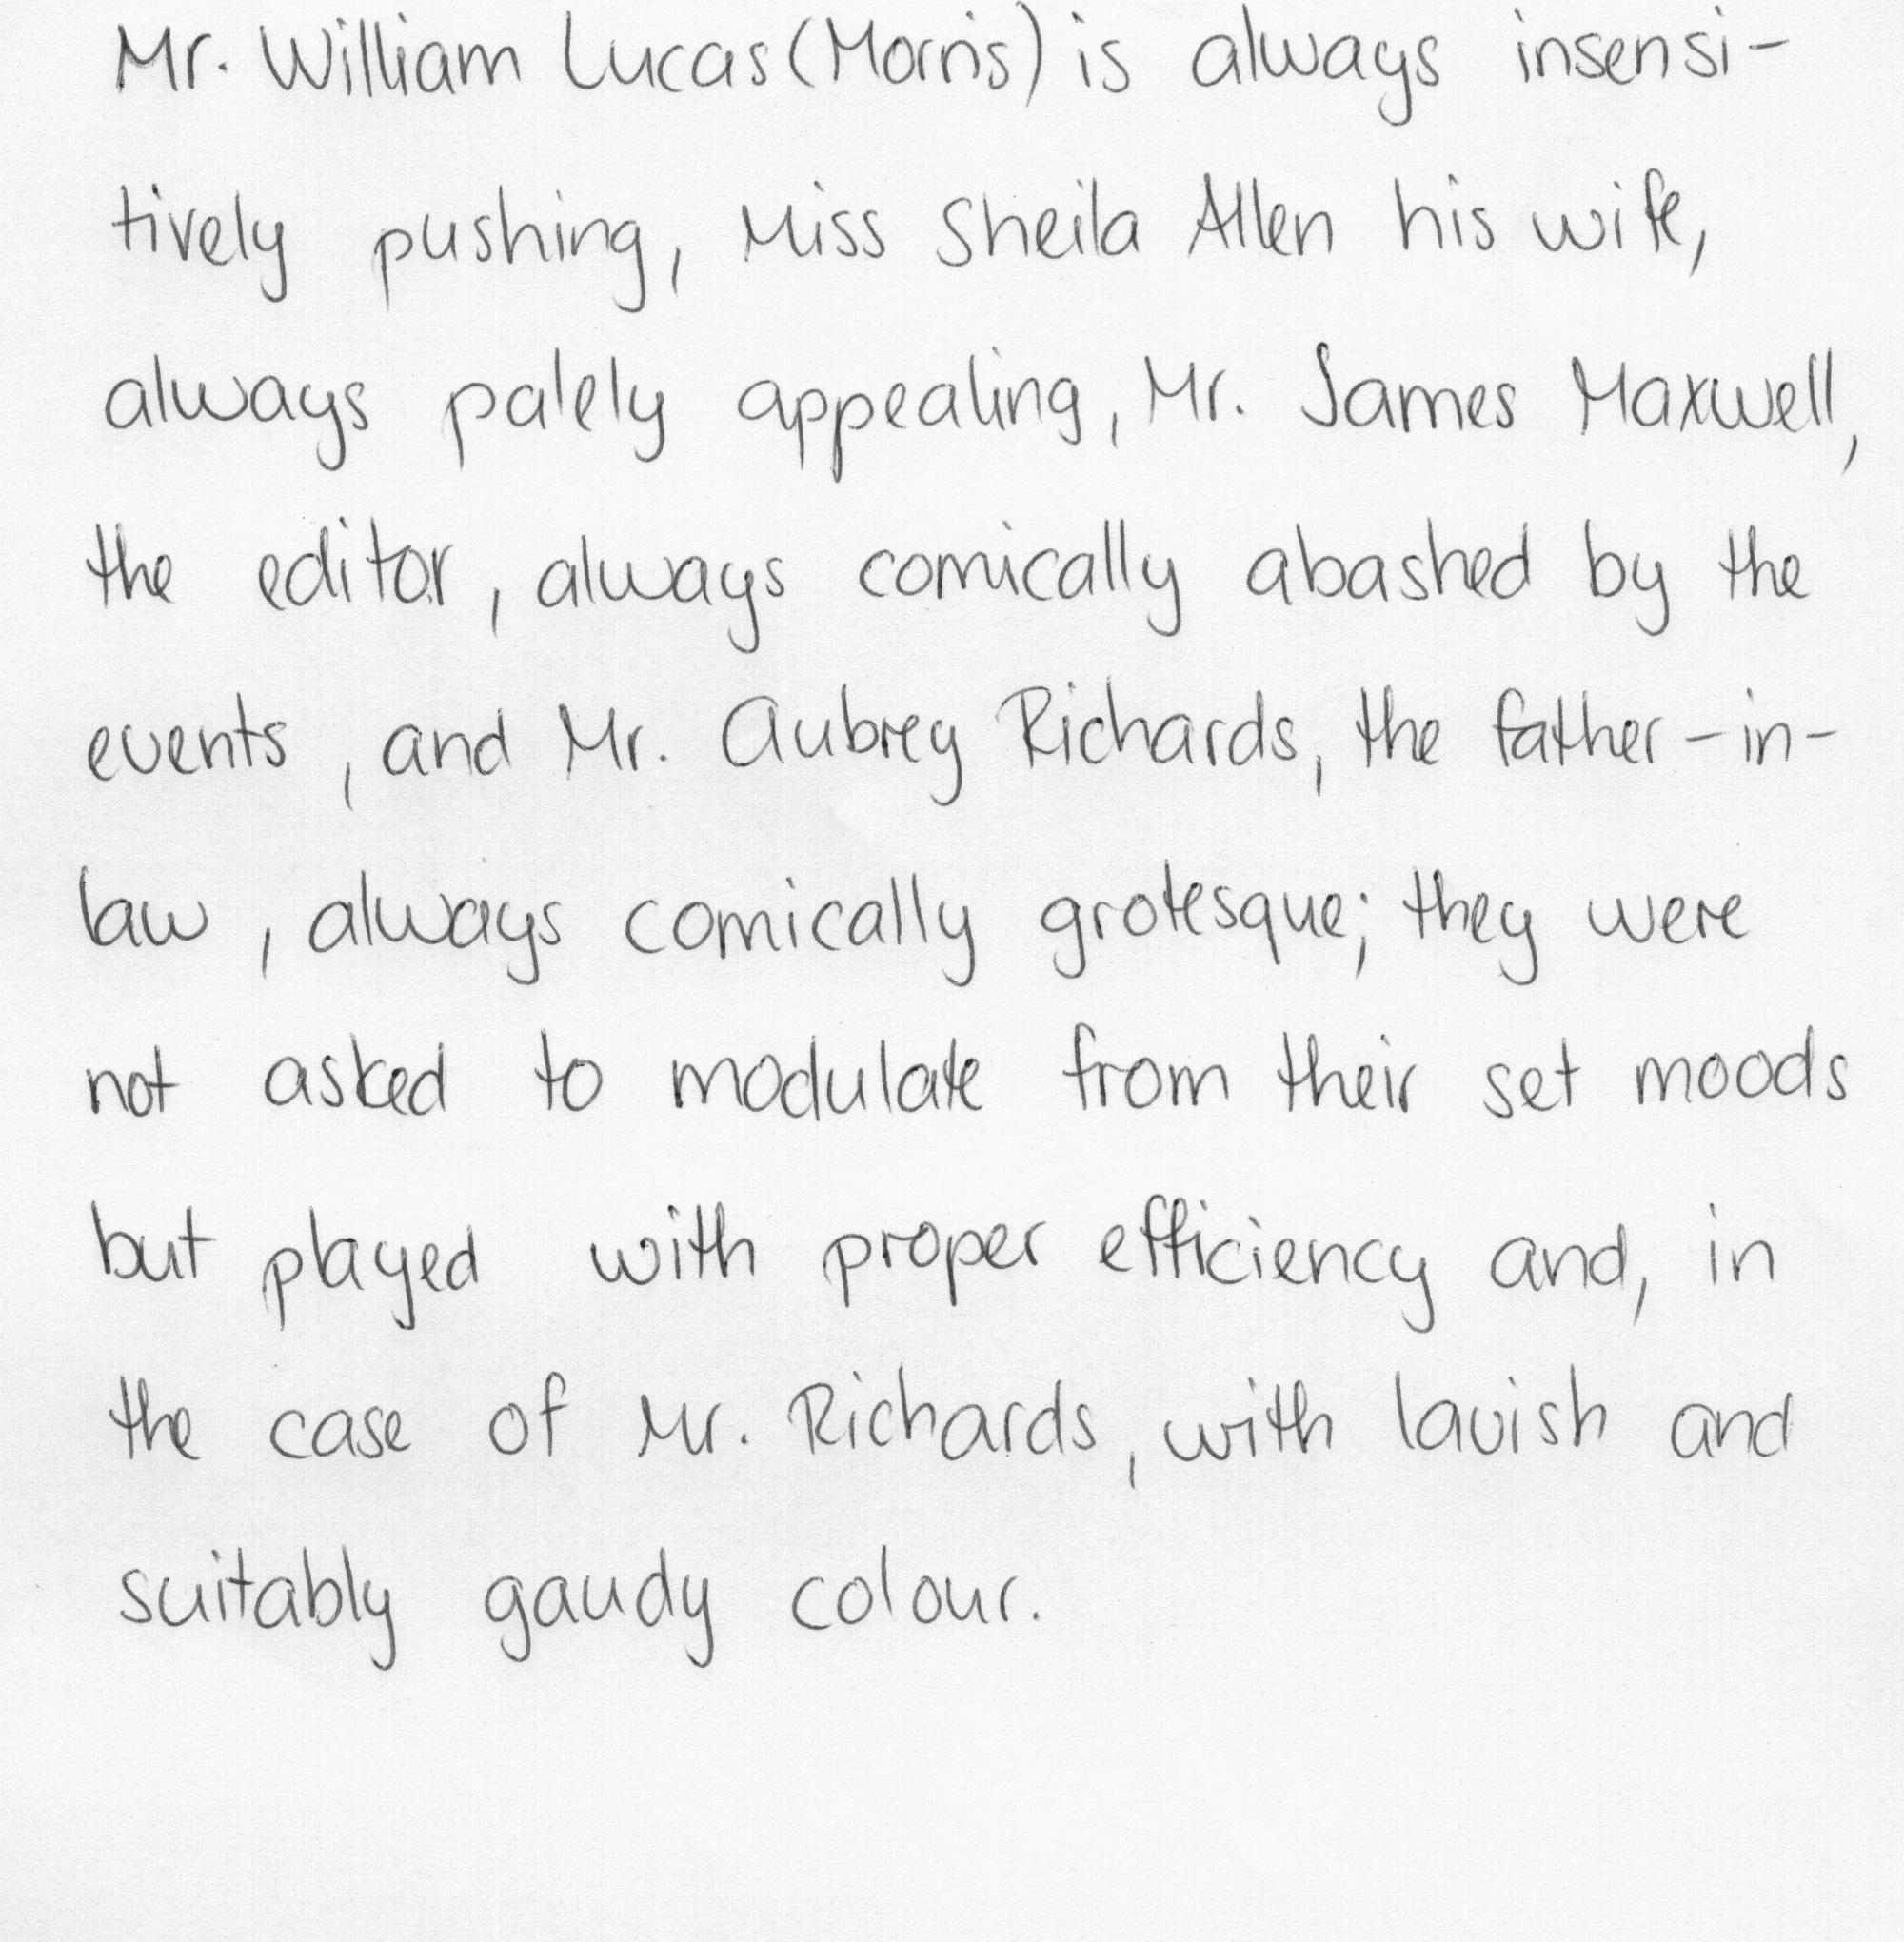 Mr. William Lucas (Morris) is always insensi-
tively pushing, Miss Sheila Allen his wife,
always palely appealing, Mr. James Maxwell,
the editor, always comically abashed by the
events, and Mr. Aubrey Richards, the father-in-
law, always comically grotesque; they were
not asked to modulate from their set moods
but played with proper efficiency and, in
the case of Mr. Richards, with lavish and
suitably gaudy colour.